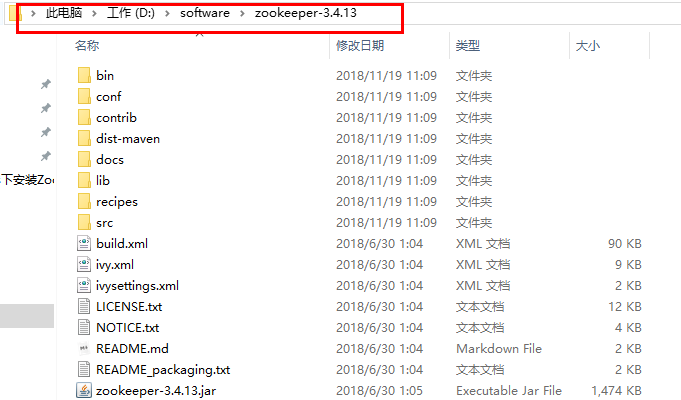 此电脑 > 工作 (D:) > software > zookeeper-3.4.13
名称 修改日期 类型 大小
bin 2018/11/19 11:09 文件夹
conf 2018/11/19 11:09 文件夹
contrib 2018/11/19 11:09 文件夹
dist-maven 2018/11/19 11:09 文件夹
docs 2018/11/19 11:09 文件夹
下安装Zoo lib 2018/11/19 11:09 文件夹
recipes 2018/11/19 11:09 文件夹
src 2018/11/19 11:09 文件夹
build.xml 2018/6/30 1:04 XML 文档 90 KB
ivy.xml 2018/6/30 1:04 XML 文档 9 KB
ivysettings.xml 2018/6/30 1:04 XML 文档 2 KB
LICENSE.txt 2018/6/30 1:04 文本文档 12 KB
NOTICE.txt 2018/6/30 1:04 文本文档 4 KB
README.md 2018/6/30 1:04 Markdown File 2 KB
README_packaging.txt 2018/6/30 1:04 文本文档 2 KB
zookeeper-3.4.13.jar 2018/6/30 1:05 Executable Jar File 1,474 KB